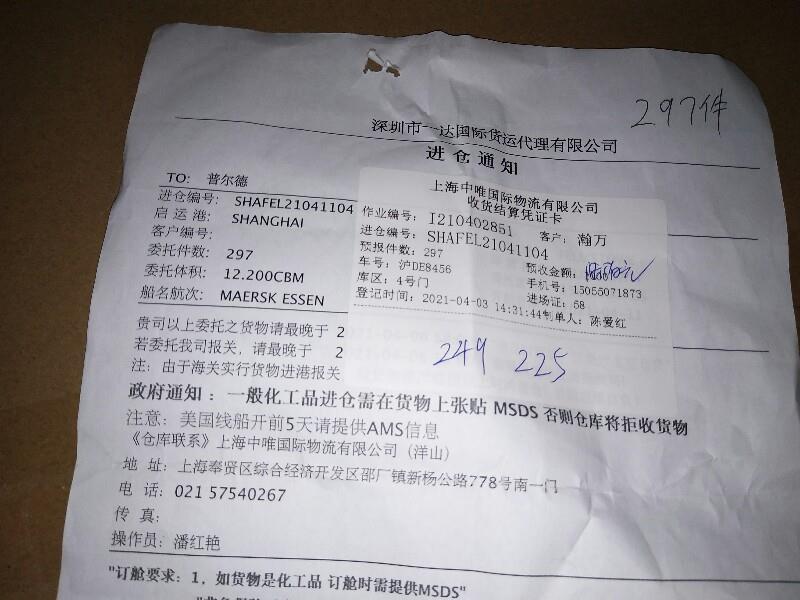 297件
深圳市一达国际货运代理有限公司
进仓通知
TO: 普尔德
进仓编号: SHAFEL21041104
启运港: SHANGHAI
客户编号:
委托件数: 297
委托体积: 12.200CBM
船名航次: MAERSK ESSEN
上海中唯国际物流有限公司
收货结算凭证卡
作业编号: I210402851 客户: 瀚万
进仓编号: SHAFEL21041104
预报件数: 297 预收金额:
车号: 沪DE8456 手机号: 15055071873
库区: 4号门 进场证: 58
登记时间: 2021-04-03 14:31:44 制单人: 陈爱红
249 225
贵司以上委托之货物请最晚于 2
若委托我司报关，请最晚于 2
注: 由于海关实行货物进港报关
政府通知：一般化工品进仓需在货物上张贴 MSDS 否则仓库将拒收货物
注意: 美国线船开前5天请提供AMS信息
《仓库联系》上海中唯国际物流有限公司 (洋山)
地 址: 上海奉贤区综合经济开发区邵厂镇新杨公路778号南一门
电 话: 021 57540267
传 真:
操作员: 潘红艳
"订舱要求: 1，如货物是化工品 订舱时需提供MSDS"